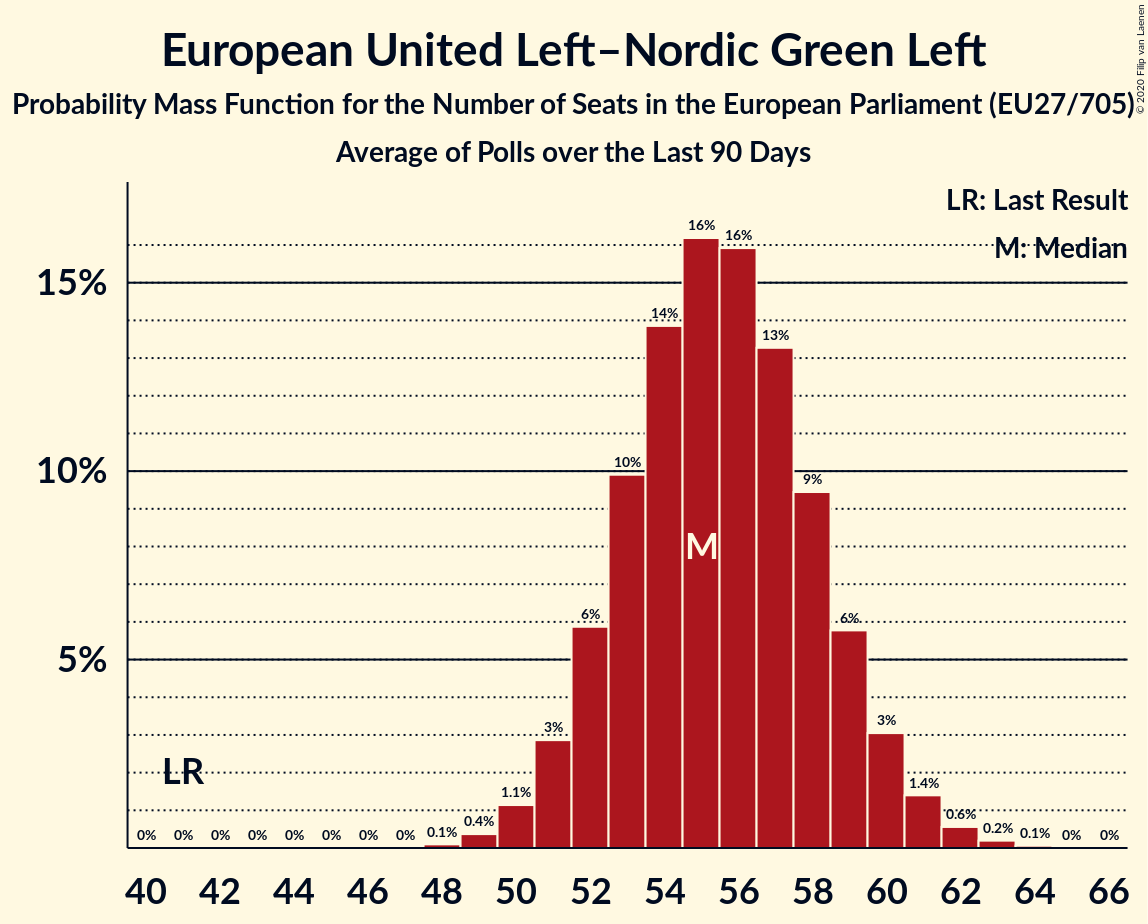 European United Left–Nordic Green Left
Probability Mass Function for the Number of Seats in the European Parliament (EU27/705)
Average of Polls over the Last 90 Days
© 2020 Filip van Laenen
LR: Last Result
M: Median
15%
10%
5%
16%
16%
14%
13%
10%
9%
M
6%
6%
3%
3%
LR
1.4%
1.1%
0.6%
0.4%
0.2%
0.1%
0.1%
0% 0% 0% 0% 0% 0% 0% 0% 0% 0%
40 42 44 46 48 50 52 54 56 58 60 62 64 66